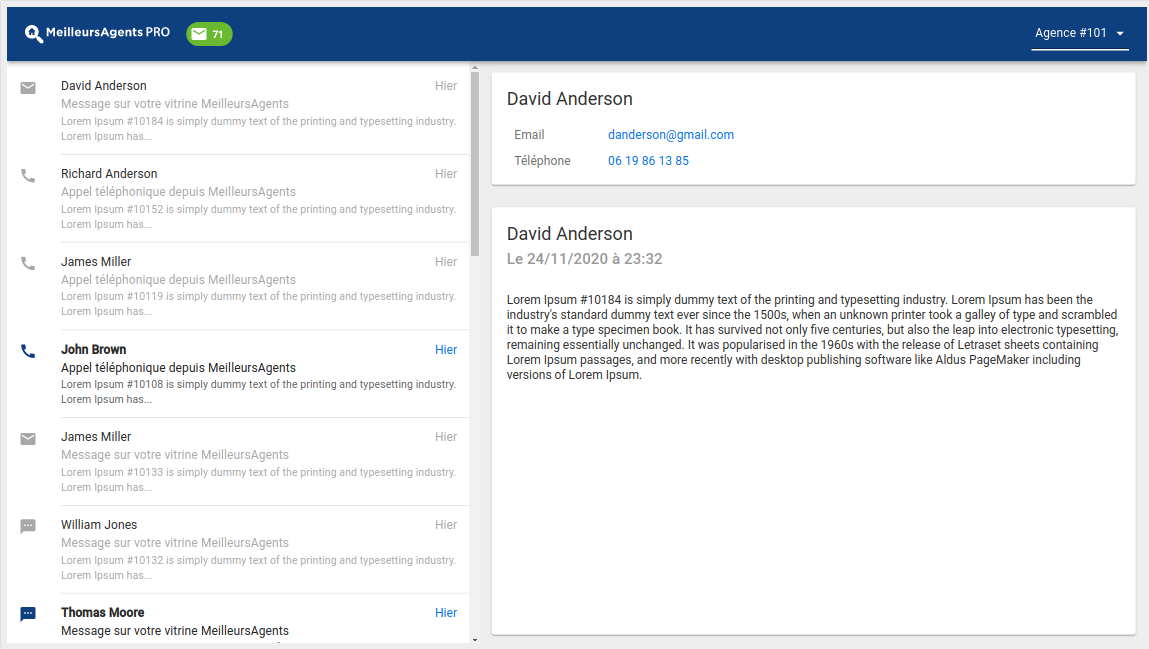 MeilleursAgents PRO
71
Agence #101
David Anderson
Hier
Message sur votre vitrine MeilleursAgents
Lorem Ipsum #10184 is simply dummy text of the printing and typesetting industry.
Lorem Ipsum has...
Richard Anderson
Hier
Appel téléphonique depuis MeilleursAgents
Lorem Ipsum #10152 is simply dummy text of the printing and typesetting industry.
Lorem Ipsum has...
James Miller
Hier
Appel téléphonique depuis MeilleursAgents
Lorem Ipsum #10119 is simply dummy text of the printing and typesetting industry.
Lorem Ipsum has...
John Brown
Hier
Appel téléphonique depuis MeilleursAgents
Lorem Ipsum #10108 is simply dummy text of the printing and typesetting industry.
Lorem Ipsum has...
James Miller
Hier
Message sur votre vitrine MeilleursAgents
Lorem Ipsum #10133 is simply dummy text of the printing and typesetting industry.
Lorem Ipsum has...
William Jones
Hier
Message sur votre vitrine MeilleursAgents
Lorem Ipsum #10132 is simply dummy text of the printing and typesetting industry.
Lorem Ipsum has...
Thomas Moore
Hier
Message sur votre vitrine MeilleursAgents
David Anderson
Email danderson@gmail.com
Téléphone 06 19 86 13 85
David Anderson
Le 24/11/2020 à 23:32
Lorem Ipsum #10184 is simply dummy text of the printing and typesetting industry. Lorem Ipsum has been the
industry's standard dummy text ever since the 1500s, when an unknown printer took a galley of type and scrambled
it to make a type specimen book. It has survived not only five centuries, but also the leap into electronic typesetting,
remaining essentially unchanged. It was popularised in the 1960s with the release of Letraset sheets containing
Lorem Ipsum passages, and more recently with desktop publishing software like Aldus PageMaker including
versions of Lorem Ipsum.